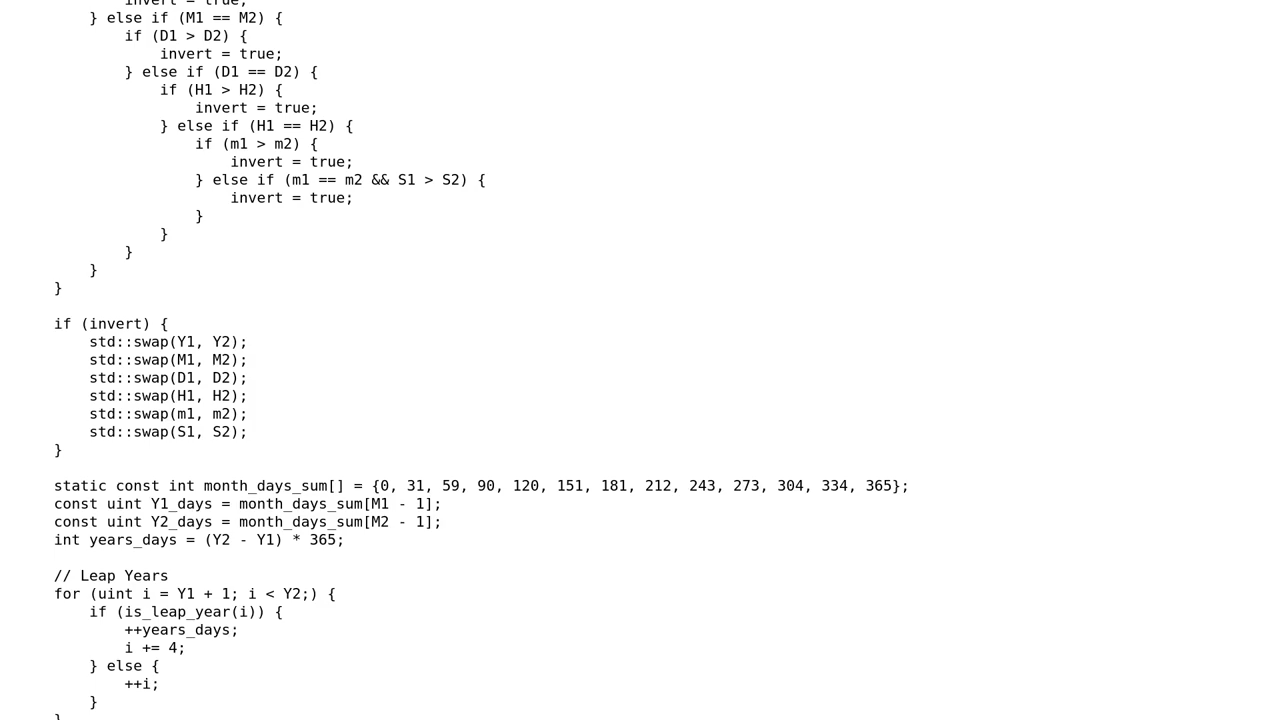 invert = true;
} else if (M1 == M2) {
if (D1 > D2) {
invert = true;
} else if (D1 == D2) {
if (H1 > H2) {
invert = true;
} else if (H1 == H2) {
if (m1 > m2) {
invert = true;
} else if (m1 == m2 && S1 > S2) {
invert = true;
}
}
}
}
}
if (invert) {
std::swap(Y1, Y2);
std::swap(M1, M2);
std::swap(D1, D2);
std::swap(H1, H2);
std::swap(m1, m2);
std::swap(S1, S2);
}
static const int month_days_sum[] = {0, 31, 59, 90, 120, 151, 181, 212, 243, 273, 304, 334, 365};
const uint Y1_days = month_days_sum[M1 - 1];
const uint Y2_days = month_days_sum[M2 - 1];
int years_days = (Y2 - Y1) * 365;
// Leap Years
for (uint i = Y1 + 1; i < Y2;) {
if (is_leap_year(i)) {
++years_days;
i += 4;
} else {
++i;
}
}